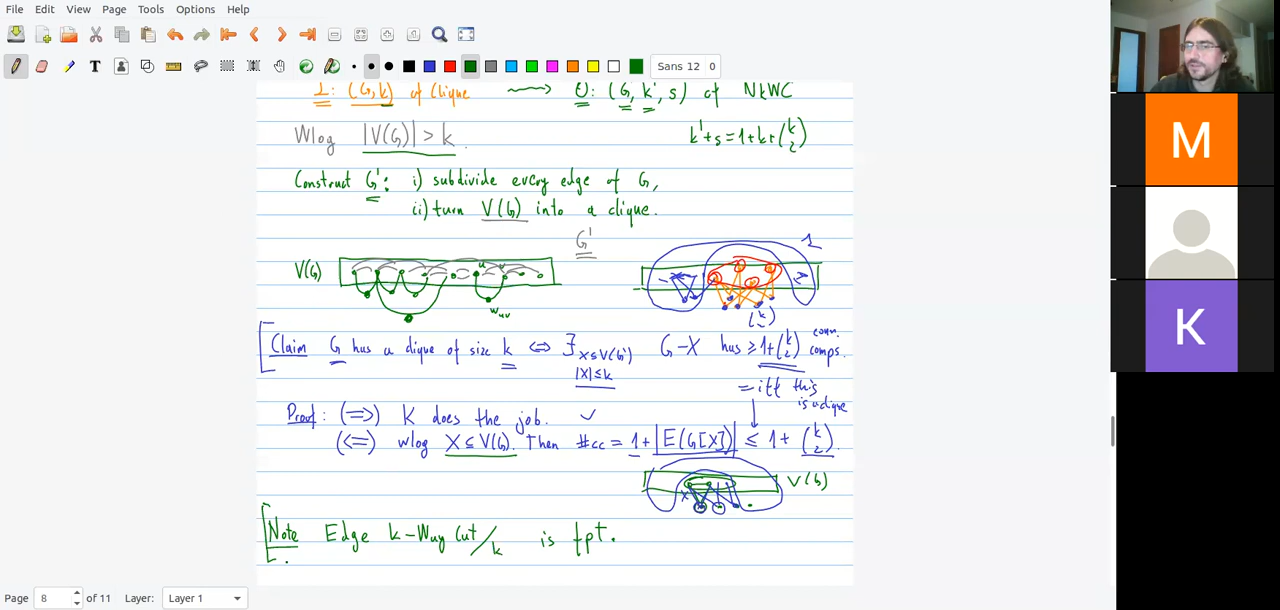 File Edit View Page Tools Options Help
Sans 12 0
I: (G,k) of Clique ⟿ O: (G, k', s) of NkWC
Wlog |V(G)| > k . k'+s = 1+k+(k 2)
Construct G': i) subdivide every edge of G,
ii) turn V(G) into a clique.
G' 1
V(G) u v
w_uv (k 2)
Claim G has a clique of size k ⇔ ∃ X⊆V(G') |X|≤k G-X has ≥ 1+(k 2) conn. comps.
= iff this is a clique
Proof: (⇒) K does the job. ✓
(⇐) wlog X ⊆ V(G). Then #cc = 1+|E(G[X])| ≤ 1+(k 2).
X V(G)
Note Edge k-Way Cut/k is fpt.
Page 8 of 11 Layer: Layer 1
M
K